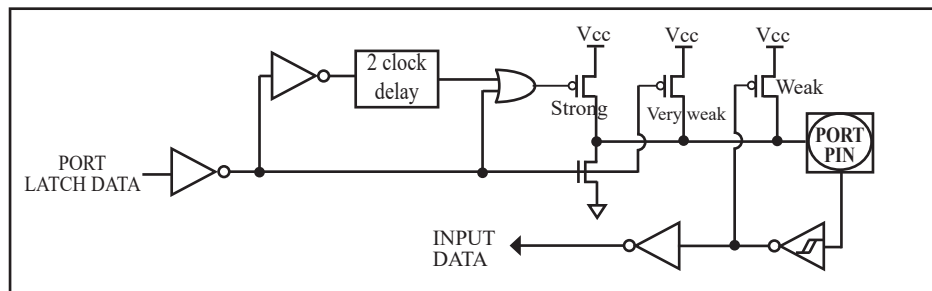 Vcc
Vcc
Vcc
2 clock
delay
Strong
Very weak
Weak
PORT
PIN
PORT
LATCH DATA
INPUT
DATA